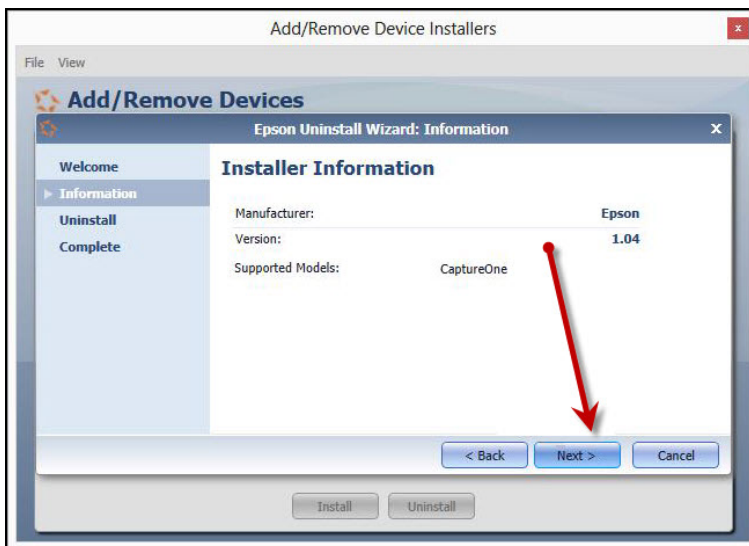 Add/Remove Device Installers
x
File View
Add/Remove Devices
Epson Uninstall Wizard: Information
x
Welcome
Information
Uninstall
Complete
Installer Information
Manufacturer: Epson
Version: 1.04
Supported Models: CaptureOne
< Back Next > Cancel
Install Uninstall